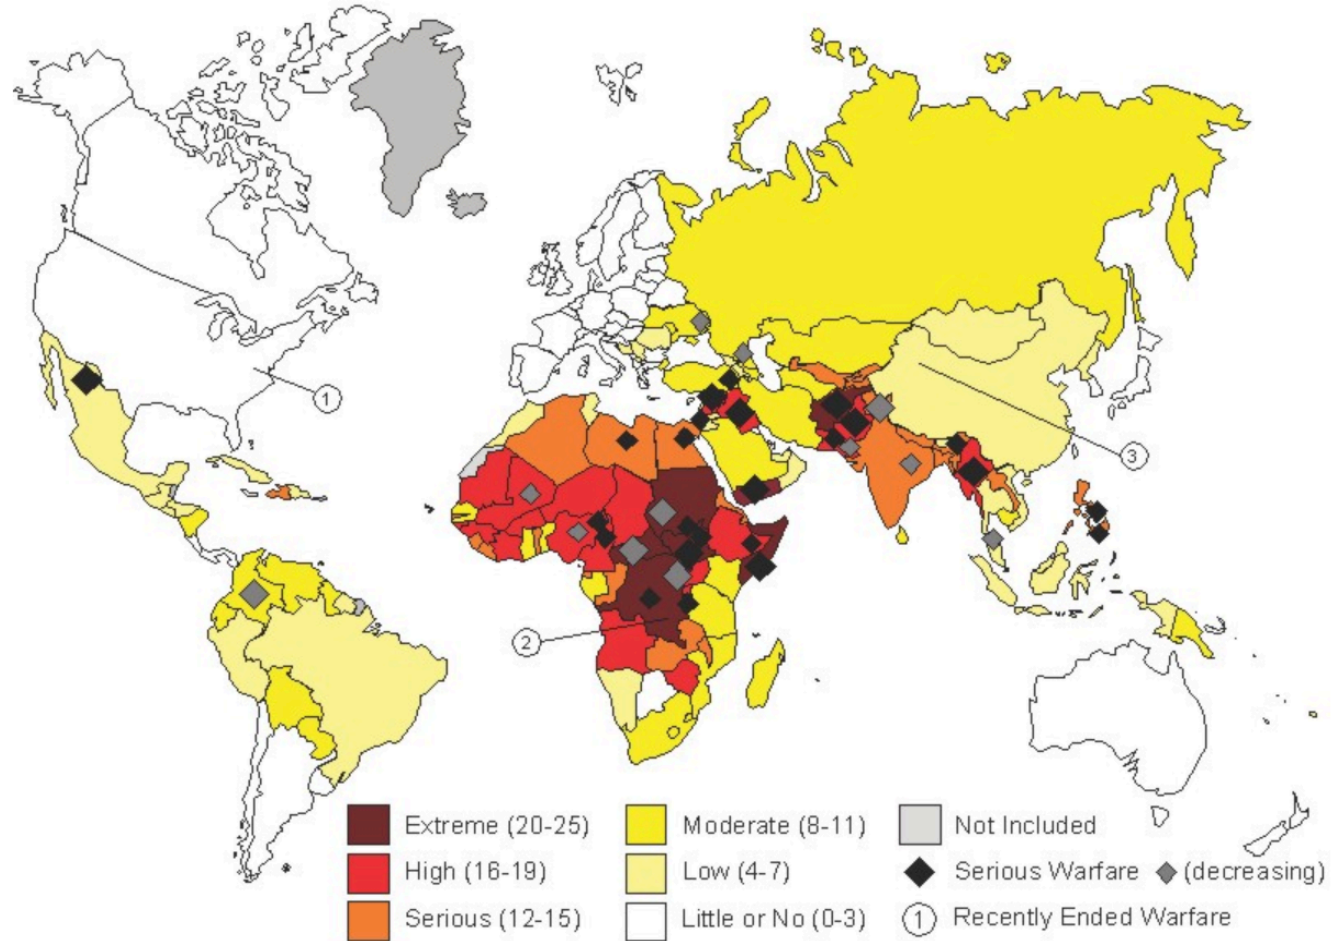 1
3
2
Extreme (20-25)
Moderate (8-11)
Not Included
High (16-19)
Low (4-7)
Serious Warfare
(decreasing)
Serious (12-15)
Little or No (0-3)
1 Recently Ended Warfare